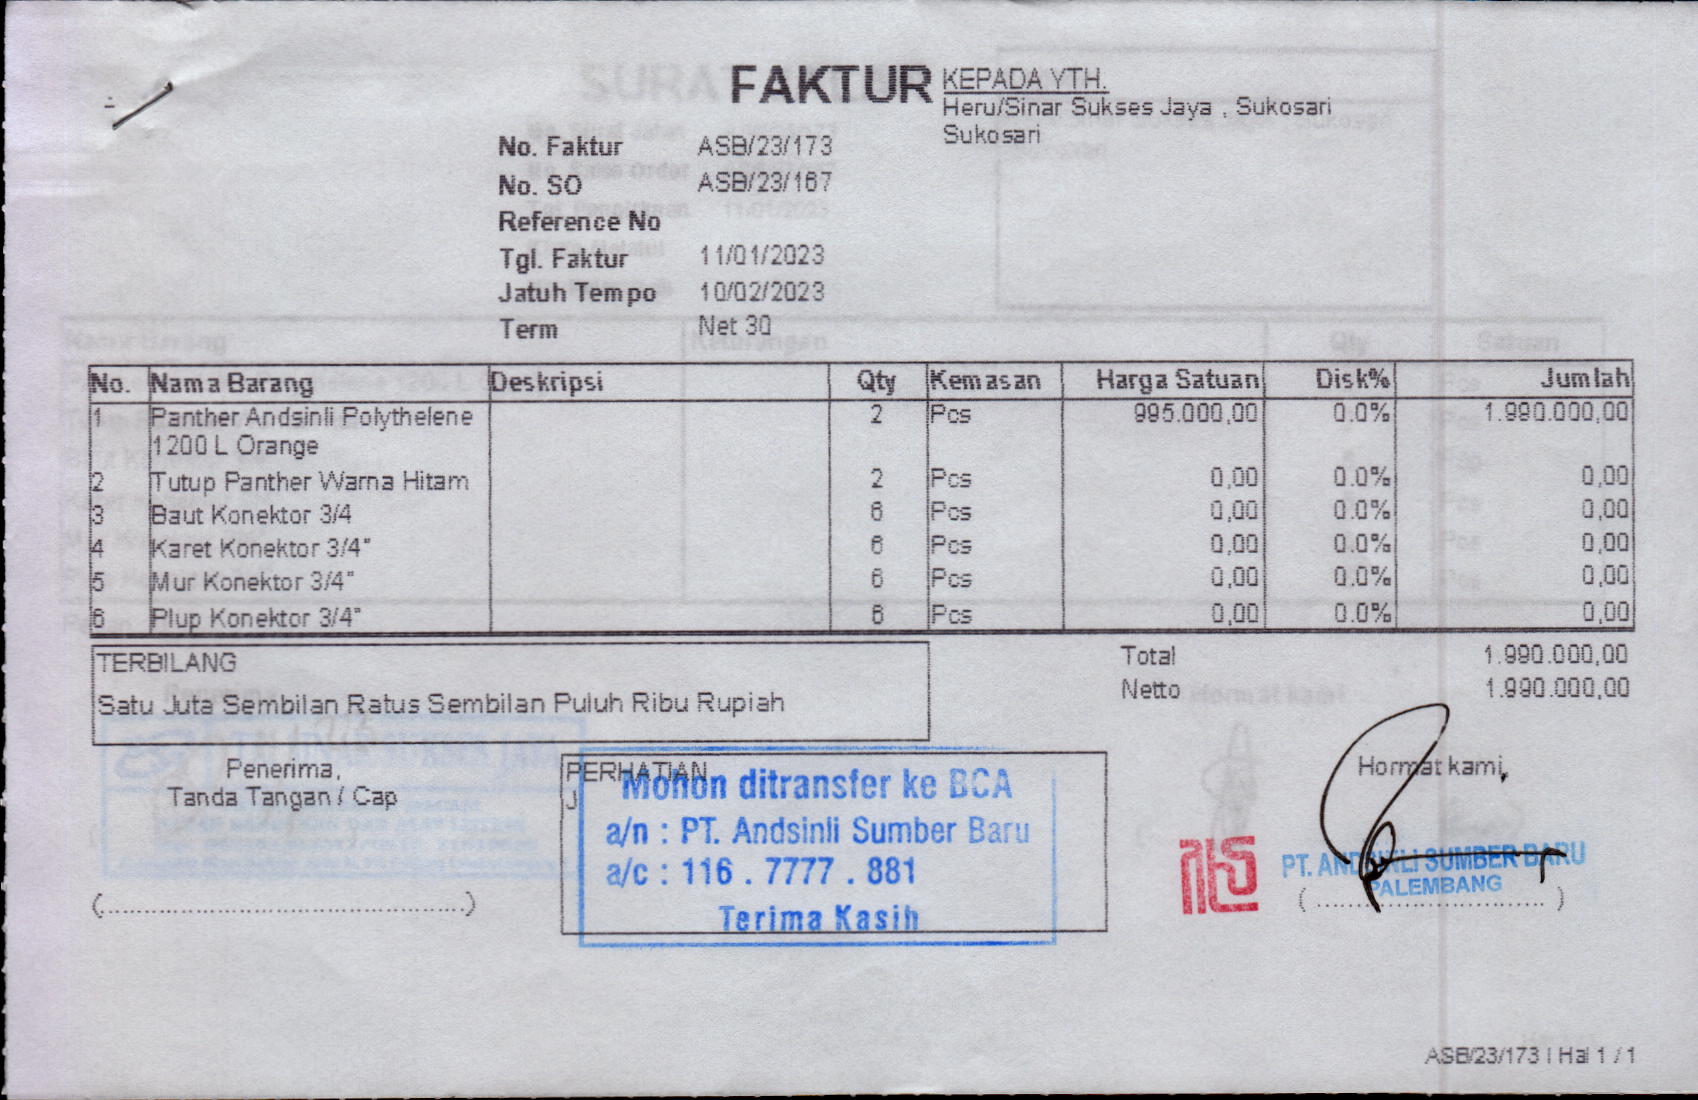 FAKTUR
KEPADA YTH.
Heru/Sinar Sukses Jaya , Sukosari
Sukosari
No. Faktur ASB/23/173
No. SO ASB/23/167
Reference No
Tgl. Faktur 11/01/2023
Jatuh Tempo 10/02/2023
Term Net 30
No. Nama Barang Deskripsi Qty Kemasan Harga Satuan Disk% Jumlah
1 Panther Andsinli Polythelene 2 Pcs 995.000,00 0.0% 1.990.000,00
1200 L Orange
2 Tutup Panther Warna Hitam 2 Pcs 0,00 0.0% 0,00
3 Baut Konektor 3/4 6 Pcs 0,00 0.0% 0,00
4 Karet Konektor 3/4" 6 Pcs 0,00 0.0% 0,00
5 Mur Konektor 3/4" 6 Pcs 0,00 0.0% 0,00
6 Plup Konektor 3/4" 6 Pcs 0,00 0.0% 0,00
TERBILANG
Satu Juta Sembilan Ratus Sembilan Puluh Ribu Rupiah
Total 1.990.000,00
Netto 1.990.000,00
Penerima,
Tanda Tangan / Cap
(............................................)
PERHATIAN
J
Mohon ditransfer ke BCA
a/n : PT. Andsinli Sumber Baru
a/c : 116 . 7777 . 881
Terima Kasih
Hormat kami,
PT. ANDSINLI SUMBER BARU
PALEMBANG
( ............................ )
ASB/23/173 | Hal 1 / 1